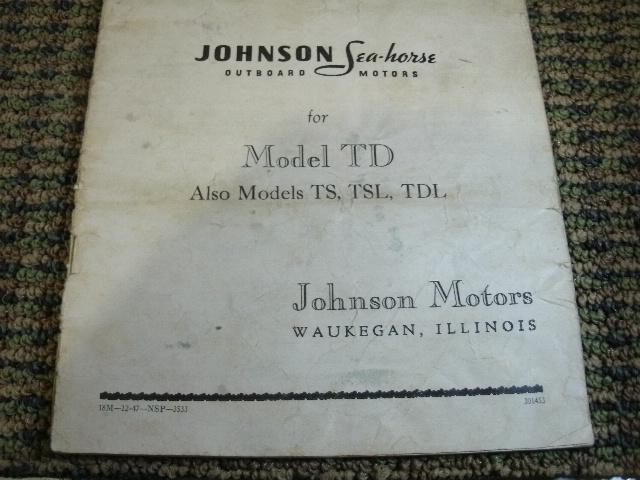 JOHNSON Sea-horse
OUTBOARD MOTORS
for
Model TD
Also Models TS, TSL, TDL
Johnson Motors
WAUKEGAN, ILLINOIS
18M—12-47—NSP—3533
301453